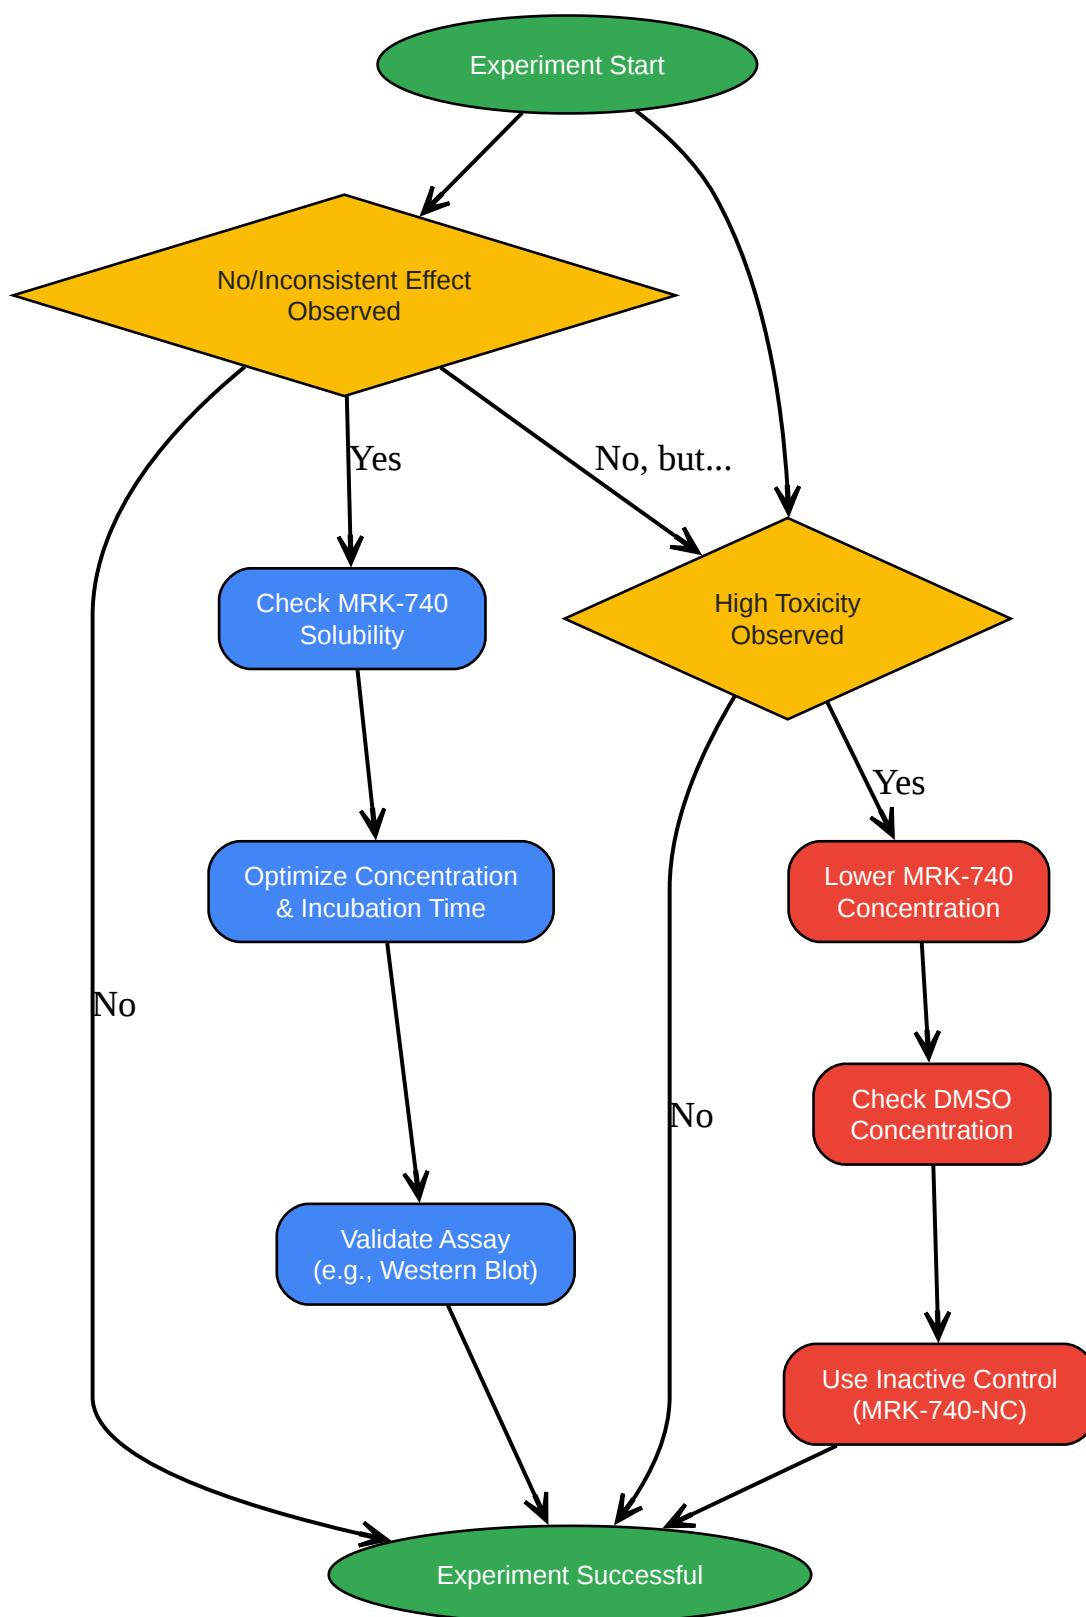 Experiment Start
No/Inconsistent Effect
Observed
Yes
No, but...
Check MRK-740
Solubility
High Toxicity
Observed
Yes
Optimize Concentration
& Incubation Time
Lower MRK-740
Concentration
No
Check DMSO
Concentration
No
Validate Assay
(e.g., Western Blot)
Use Inactive Control
(MRK-740-NC)
Experiment Successful